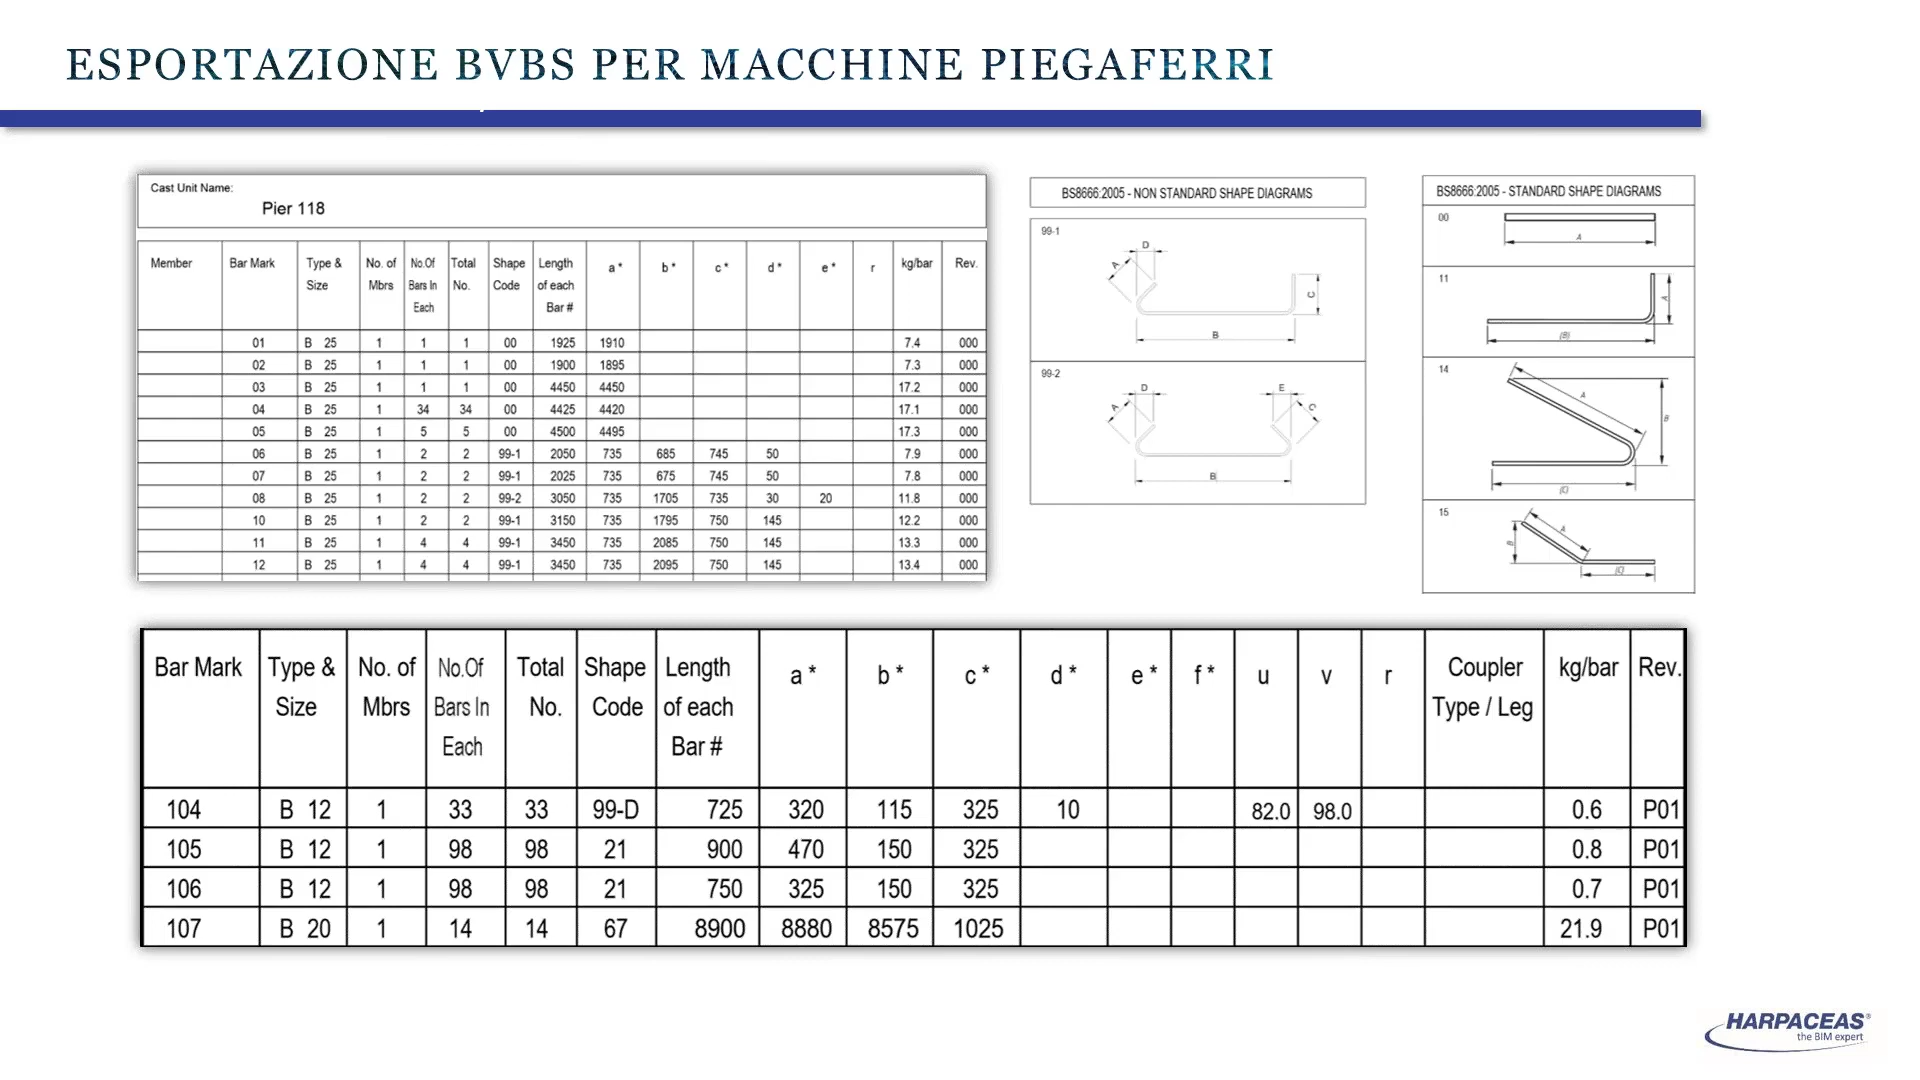 ESPORTAZIONE BVBS PER MACCHINE PIEGAFERRI
Cast Unit Name:
Pier 118
Member Bar Mark Type & Size No. of Mbrs No.Of Bars In Each Total No. Shape Code Length of each Bar # a * b * c * d * e * r kg/bar Rev.
01 B 25 1 1 1 00 1925 1910 7.4 000
02 B 25 1 1 1 00 1900 1895 7.3 000
03 B 25 1 1 1 00 4450 4450 17.2 000
04 B 25 1 34 34 00 4425 4420 17.1 000
05 B 25 1 5 5 00 4500 4495 17.3 000
06 B 25 1 2 2 99-1 2050 735 685 745 50 7.9 000
07 B 25 1 2 2 99-1 2025 735 675 745 50 7.8 000
08 B 25 1 2 2 99-2 3050 735 1705 735 30 20 11.8 000
10 B 25 1 2 2 99-1 3150 735 1795 750 145 12.2 000
11 B 25 1 4 4 99-1 3450 735 2085 750 145 13.3 000
12 B 25 1 4 4 99-1 3450 735 2095 750 145 13.4 000
BS8666:2005 - NON STANDARD SHAPE DIAGRAMS
99-1
D
A
C
B
99-2
D E
A C
B
BS8666:2005 - STANDARD SHAPE DIAGRAMS
00
A
11
A
(B)
14
A
B
(C)
15
A
B
(C)
Bar Mark Type & Size No. of Mbrs No.Of Bars In Each Total No. Shape Code Length of each Bar # a * b * c * d * e * f * u v r Coupler Type / Leg kg/bar Rev.
104 B 12 1 33 33 99-D 725 320 115 325 10 82.0 98.0 0.6 P01
105 B 12 1 98 98 21 900 470 150 325 0.8 P01
106 B 12 1 98 98 21 750 325 150 325 0.7 P01
107 B 20 1 14 14 67 8900 8880 8575 1025 21.9 P01
HARPACEAS®
the BIM expert